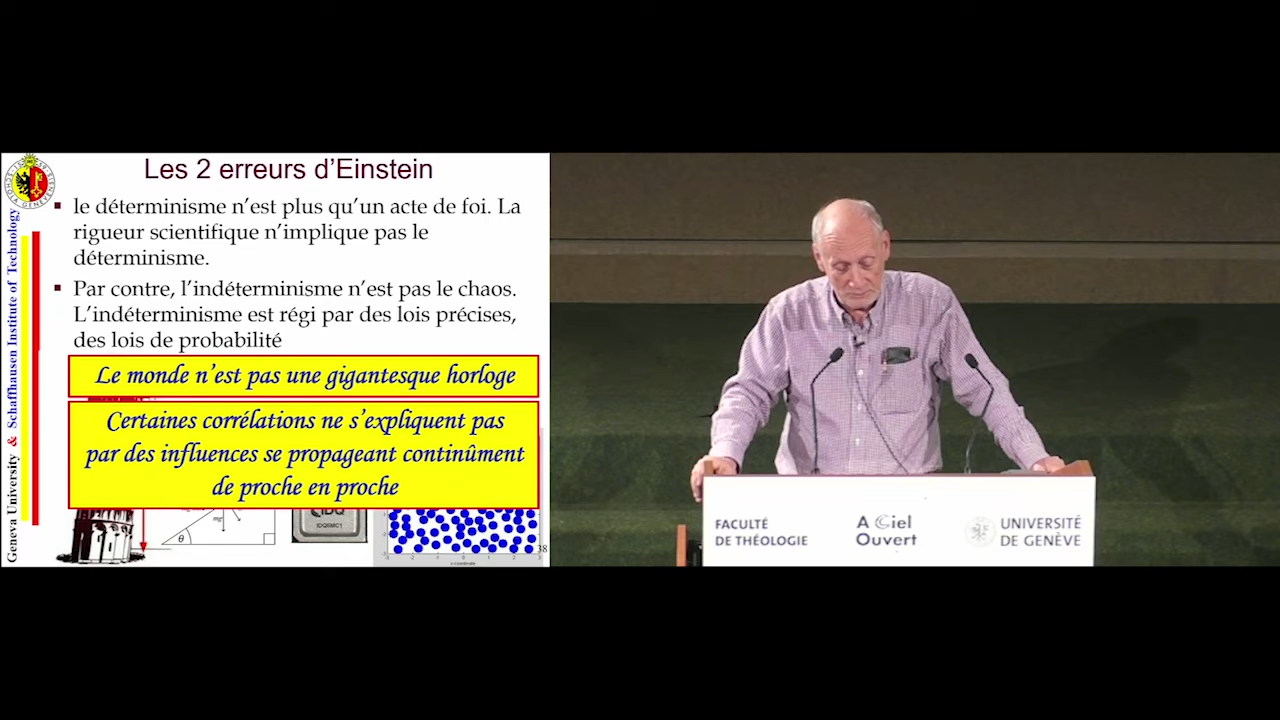 Les 2 erreurs d’Einstein
le déterminisme n’est plus qu’un acte de foi. La
rigueur scientifique n’implique pas le
déterminisme.
Par contre, l’indéterminisme n’est pas le chaos.
L’indéterminisme est régi par des lois précises,
des lois de probabilité
Le monde n’est pas une gigantesque horloge
Certaines corrélations ne s’expliquent pas
par des influences se propageant continûment
de proche en proche
Geneva University & Schaffhausen Institute of Technology
mg
θ
IDQ
IDQ6MC1
x-coordinate
38
FACULTÉ
DE THÉOLOGIE
A Ciel
Ouvert
UNIVERSITÉ
DE GENÈVE